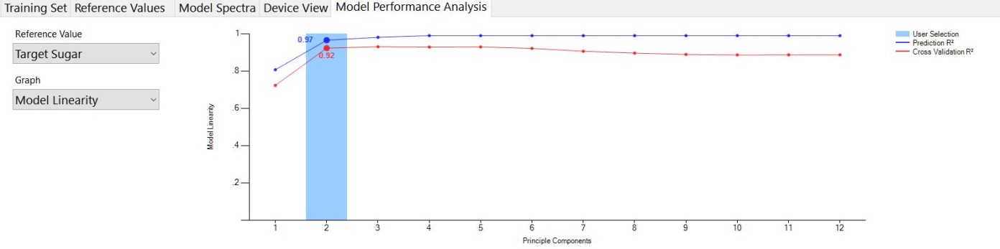 Training Set Reference Values Model Spectra Device View Model Performance Analysis
Reference Value
Target Sugar
Graph
Model Linearity
Model Linearity
1
.8
.6
.4
.2
0.97
0.92
1 2 3 4 5 6 7 8 9 10 11 12
Principle Components
User Selection
Prediction R²
Cross Validation R²